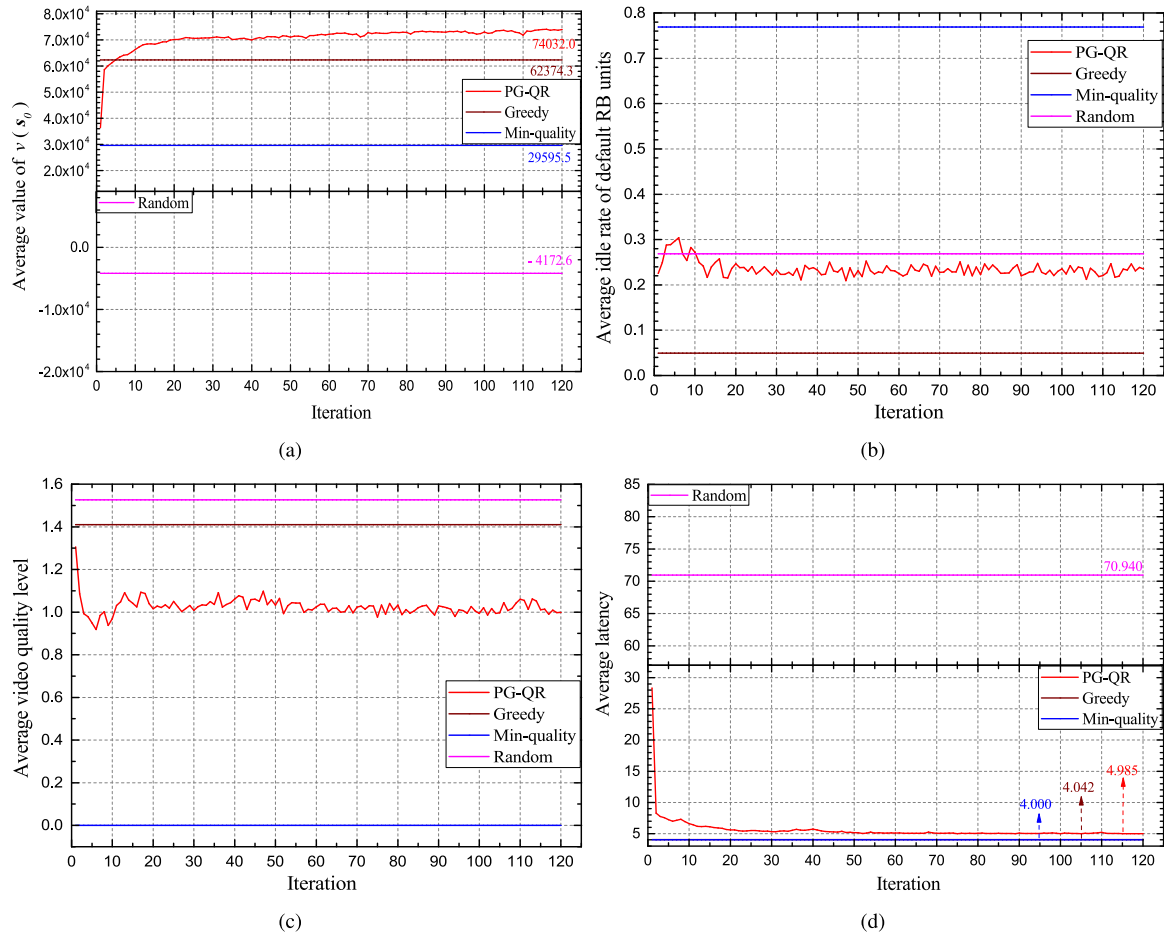 8.0x10⁴
7.0x10⁴
6.0x10⁴
5.0x10⁴
4.0x10⁴
3.0x10⁴
2.0x10⁴
0.0
-1.0x10⁴
-2.0x10⁴
Average value of v(s₀)
74032.0
62374.3
PG-QR
Greedy
Min-quality
29595.5
Random
- 4172.6
0 10 20 30 40 50 60 70 80 90 100 110 120
Iteration
(a)
0.8
0.7
0.6
0.5
0.4
0.3
0.2
0.1
0.0
Average idle rate of default RB units
PG-QR
Greedy
Min-quality
Random
0 10 20 30 40 50 60 70 80 90 100 110 120
Iteration
(b)
1.6
1.4
1.2
1.0
0.8
0.6
0.4
0.2
0.0
Average video quality level
PG-QR
Greedy
Min-quality
Random
0 10 20 30 40 50 60 70 80 90 100 110 120
Iteration
(c)
85
80
75
70
65
60
30
25
20
15
10
5
Average latency
Random
70.940
PG-QR
Greedy
Min-quality
4.985
4.042
4.000
0 10 20 30 40 50 60 70 80 90 100 110 120
Iteration
(d)